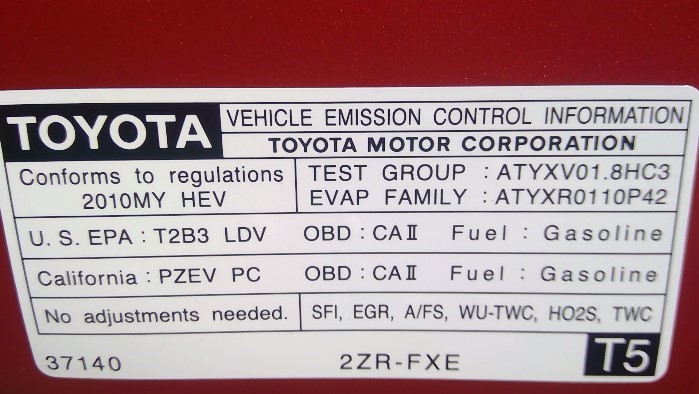 TOYOTA VEHICLE EMISSION CONTROL INFORMATION
TOYOTA MOTOR CORPORATION
Conforms to regulations
2010MY HEV
TEST GROUP : ATYXV01.8HC3
EVAP FAMILY : ATYXR0110P42
U. S. EPA : T2B3 LDV OBD : CAⅡ Fuel : Gasoline
California : PZEV PC OBD : CAⅡ Fuel : Gasoline
No adjustments needed. SFI, EGR, A/FS, WU-TWC, HO2S, TWC
37140 2ZR-FXE T5